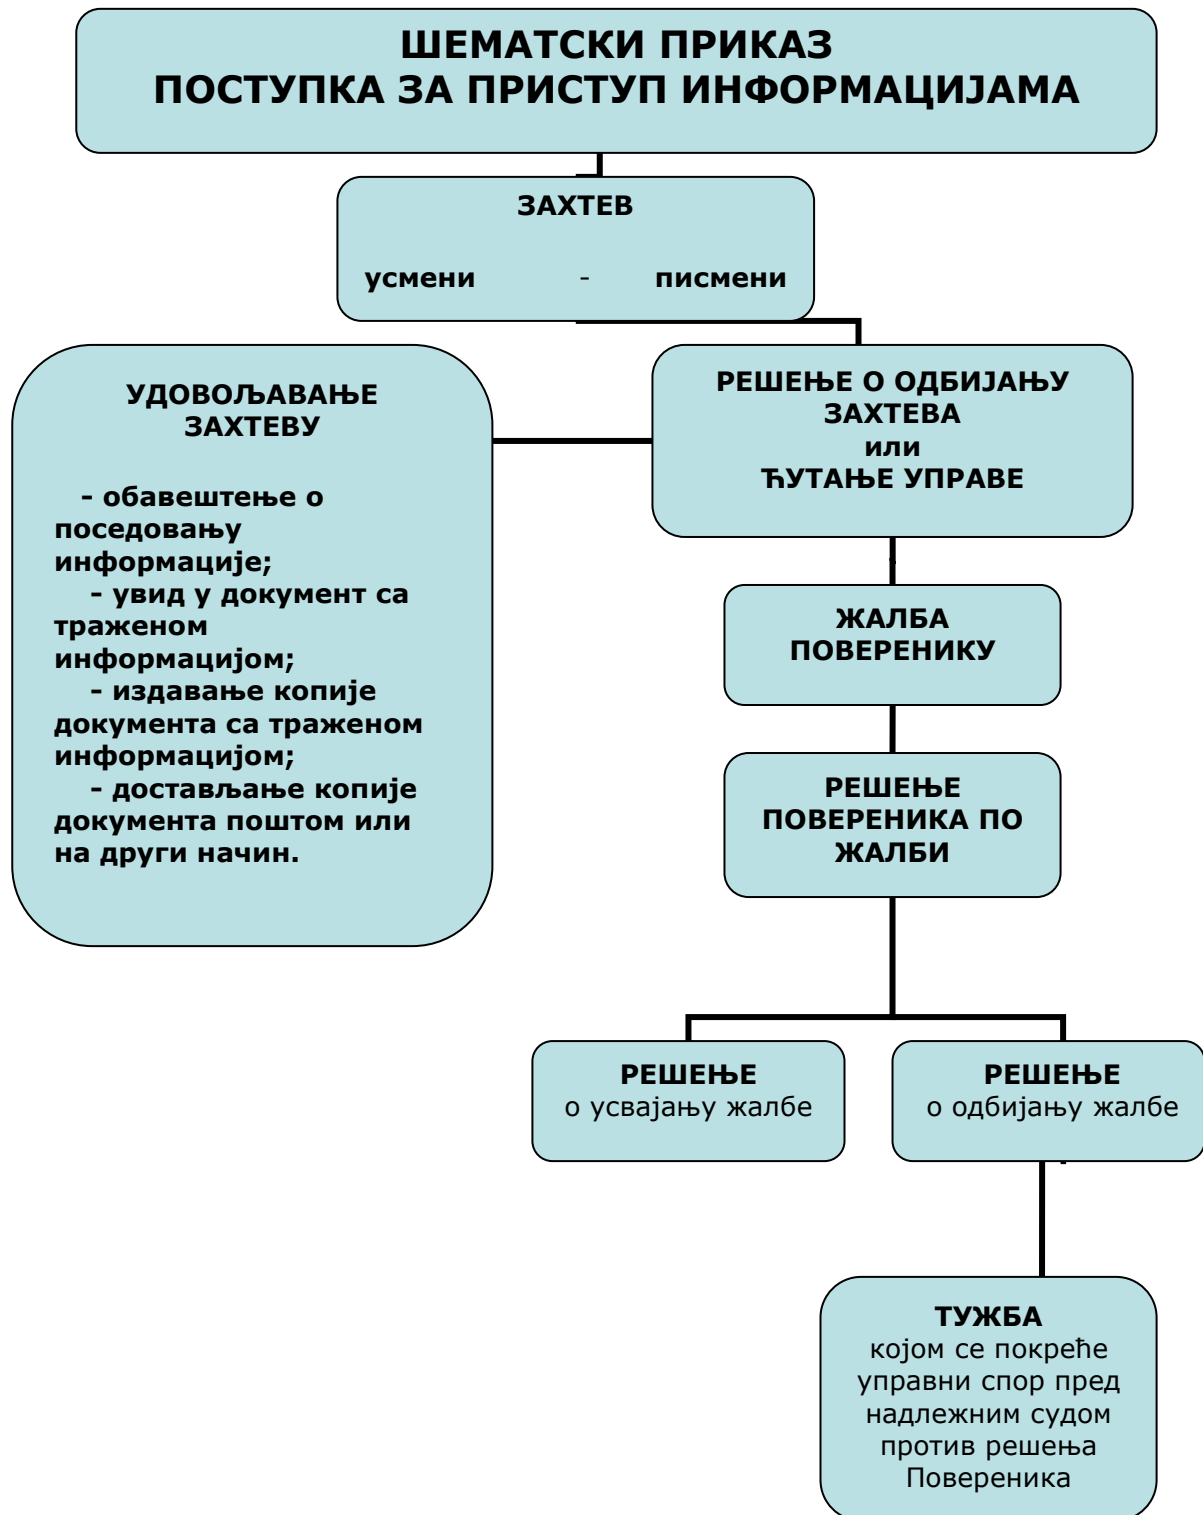 ШЕМАТСКИ ПРИКАЗ
ПОСТУПКА ЗА ПРИСТУП ИНФОРМАЦИЈАМА
ЗАХТЕВ
усмени - писмени
УДОВОЉАВАЊЕ
ЗАХТЕВУ
- обавештење о
поседовању
информације;
- увид у документ са
траженом
информацијом;
- издавање копије
документа са траженом
информацијом;
- достављање копије
документа поштом или
на други начин.
РЕШЕЊЕ О ОДБИЈАЊУ
ЗАХТЕВА
или
ЋУТАЊЕ УПРАВЕ
ЖАЛБА
ПОВЕРЕНИКУ
РЕШЕЊЕ
ПОВЕРЕНИКА ПО
ЖАЛБИ
РЕШЕЊЕ
о усвајању жалбе
РЕШЕЊЕ
о одбијању жалбе
ТУЖБА
којом се покреће
управни спор пред
надлежним судом
против решења
Повереника